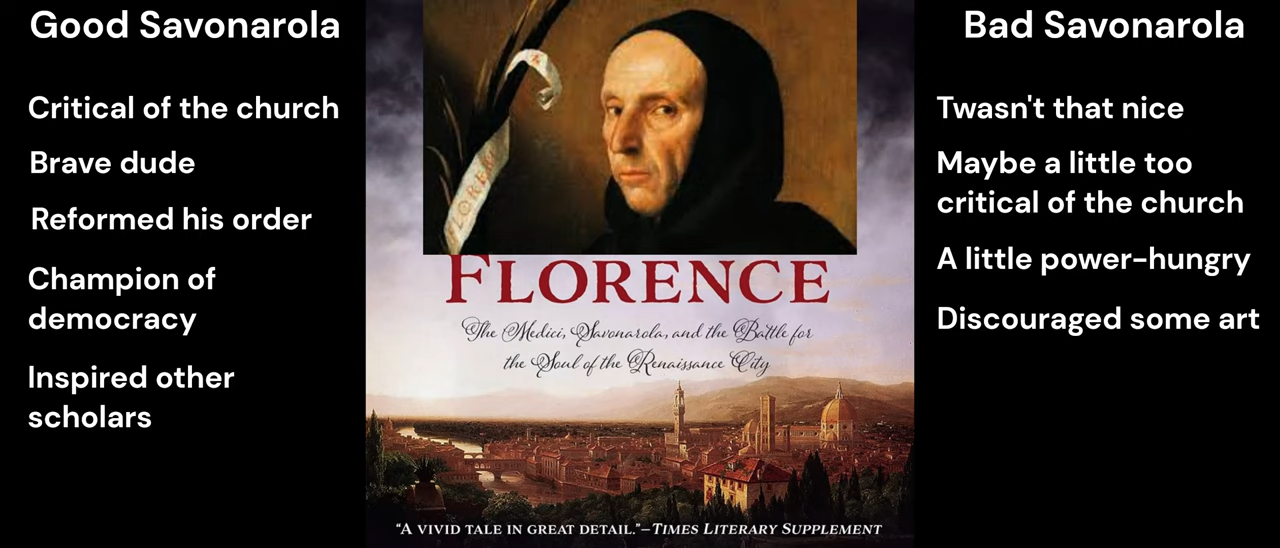 Good Savonarola
Critical of the church
Brave dude
Reformed his order
Champion of
democracy
Inspired other
scholars
FLOREN
FLORENCE
The Medici, Savonarola, and the Battle for
the Soul of the Renaissance City
“A VIVID TALE IN GREAT DETAIL.”—TIMES LITERARY SUPPLEMENT
Bad Savonarola
Twasn't that nice
Maybe a little too
critical of the church
A little power-hungry
Discouraged some art